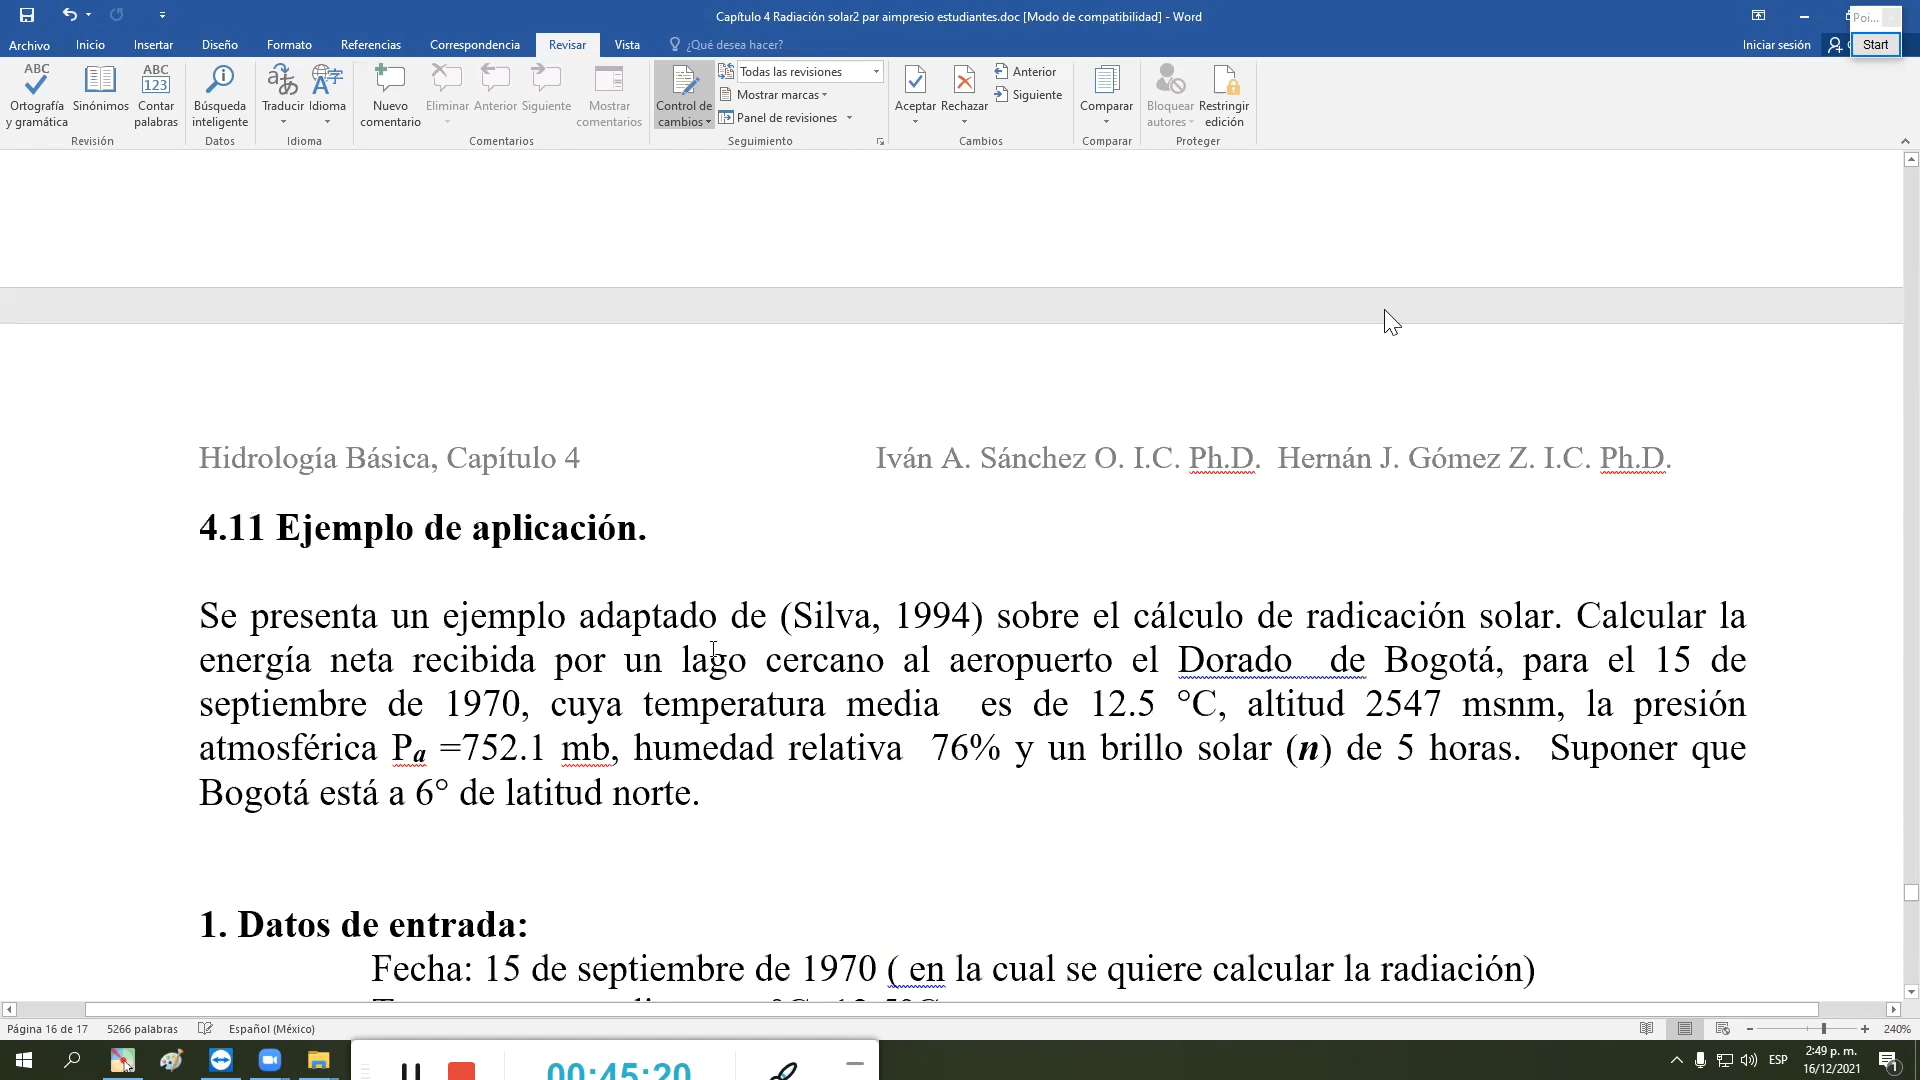 Capítulo 4 Radiación solar2 par aimpresio estudiantes.doc [Modo de compatibilidad] - Word
Poi...
Archivo Inicio Insertar Diseño Formato Referencias Correspondencia Revisar Vista ¿Qué desea hacer? Iniciar sesión
Start
ABC ABC 123
Ortografía y gramática
Sinónimos
Contar palabras
Búsqueda inteligente
Traducir
Idioma
Nuevo comentario
Eliminar
Anterior
Siguiente
Mostrar comentarios
Control de cambios
Todas las revisiones
Mostrar marcas
Panel de revisiones
Aceptar
Rechazar
Anterior
Siguiente
Comparar
Bloquear autores
Restringir edición
Revisión Datos Idioma Comentarios Seguimiento Cambios Comparar Proteger
Hidrología Básica, Capítulo 4 Iván A. Sánchez O. I.C. Ph.D. Hernán J. Gómez Z. I.C. Ph.D.
4.11 Ejemplo de aplicación.
Se presenta un ejemplo adaptado de (Silva, 1994) sobre el cálculo de radicación solar. Calcular la
energía neta recibida por un lago cercano al aeropuerto el Dorado de Bogotá, para el 15 de
septiembre de 1970, cuya temperatura media es de 12.5 °C, altitud 2547 msnm, la presión
atmosférica Pa =752.1 mb, humedad relativa 76% y un brillo solar (n) de 5 horas. Suponer que
Bogotá está a 6° de latitud norte.
1. Datos de entrada:
Fecha: 15 de septiembre de 1970 ( en la cual se quiere calcular la radiación)
Página 16 de 17 5266 palabras Español (México) 240%
00:45:20
ESP
2:49 p. m.
16/12/2021
1